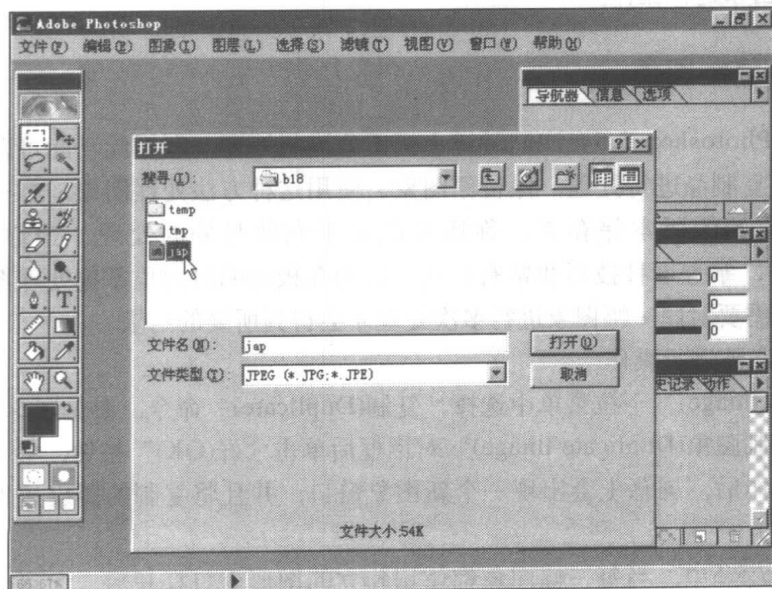 Adobe Photoshop
文件(F) 编辑(E) 图象(I) 图层(L) 选择(S) 滤镜(T) 视图(V) 窗口(W) 帮助(H)
导航器 信息 选项
打开
搜寻(I): b18
temp
tmp
jap
0
0
0
文件名(N): jap 打开(O)
文件类型(T): JPEG (*.JPG;*.JPE) 取消
史记录 动作
文件大小:54K